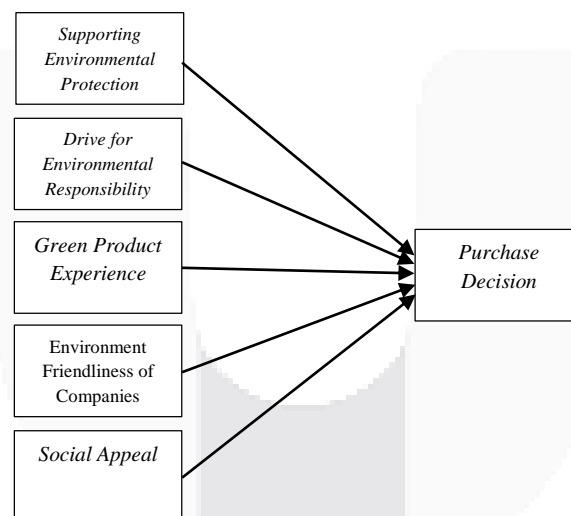 Supporting
Environmental
Protection
Drive for
Environmental
Responsibility
Green Product
Experience
Environment
Friendliness of
Companies
Social Appeal
Purchase
Decision